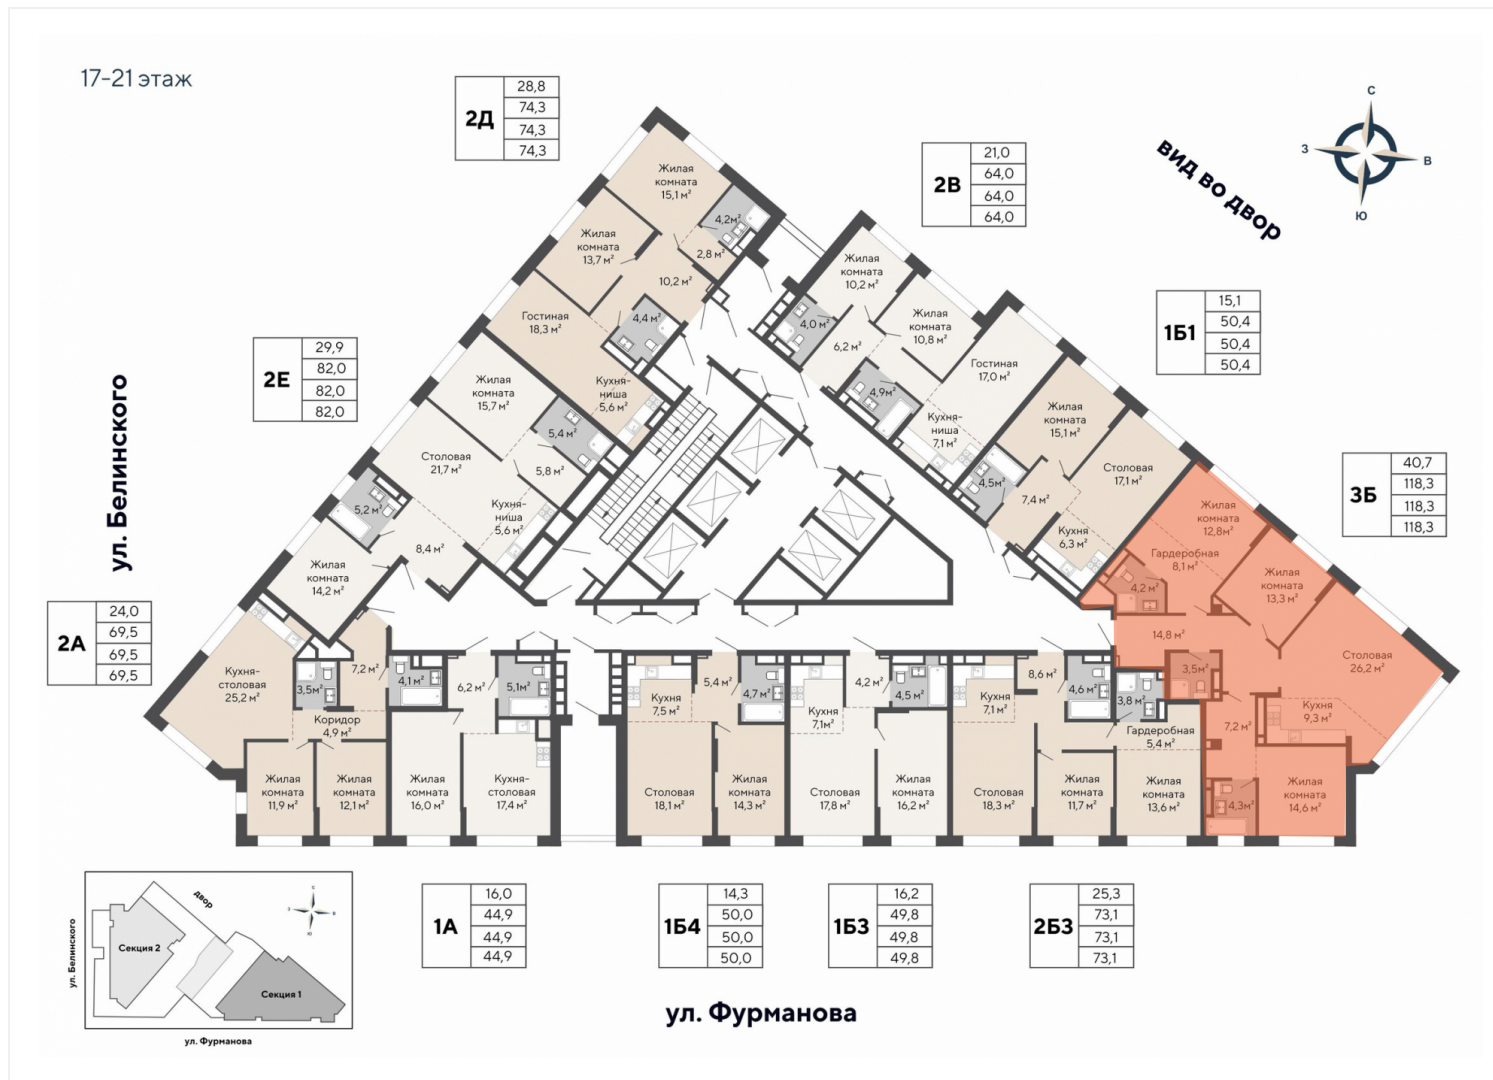 17-21 этаж
2Д
28,8
74,3
74,3
74,3
2В
21,0
64,0
64,0
64,0
С
З
В
Ю
вид во двор
1Б1
15,1
50,4
50,4
50,4
2Е
29,9
82,0
82,0
82,0
3Б
40,7
118,3
118,3
118,3
2А
24,0
69,5
69,5
69,5
ул. Белинского
Жилая
комната
15,1 м²
4,2м²
2,8 м²
Жилая
комната
13,7 м²
10,2 м²
Гостиная
18,3 м²
4,4 м²
Кухня-
ниша
5,6 м²
Жилая
комната
15,7 м²
5,4 м²
5,8 м²
Столовая
21,7 м²
Кухня-
ниша
5,6 м²
5,2 м²
8,4 м²
Жилая
комната
14,2 м²
Кухня-
столовая
25,2 м²
3,5м²
7,2 м²
Коридор
4,9 м²
Жилая
комната
11,9 м²
Жилая
комната
12,1 м²
4,1 м²
6,2 м²
5,1м²
Жилая
комната
16,0 м²
Кухня-
столовая
17,4 м²
Жилая
комната
10,2 м²
4,0 м²
6,2 м²
Жилая
комната
10,8 м²
4,9м²
Гостиная
17,0 м²
Кухня-
ниша
7,1 м²
Жилая
комната
15,1 м²
4,5м²
7,4 м²
Столовая
17,1 м²
Кухня
6,3 м²
Жилая
комната
12,8м²
Гардеробная
8,1 м²
4,2 м²
Жилая
комната
13,3 м²
14,8 м²
3,5м²
Столовая
26,2 м²
7,2 м²
Кухня
9,3 м²
4,3м²
Жилая
комната
14,6 м²
Кухня
7,5 м²
5,4 м²
4,7 м²
Столовая
18,1 м²
Жилая
комната
14,3 м²
Кухня
7,1м²
4,2 м²
4,5 м²
Столовая
17,8 м²
Жилая
комната
16,2 м²
Кухня
7,1 м²
8,6 м²
4,6 м²
3,8 м²
Гардеробная
5,4 м²
Столовая
18,3 м²
Жилая
комната
11,7 м²
Жилая
комната
13,6 м²
1А
16,0
44,9
44,9
44,9
1Б4
14,3
50,0
50,0
50,0
1Б3
16,2
49,8
49,8
49,8
2Б3
25,3
73,1
73,1
73,1
ул. Фурманова
ул. Белинского
двор
с
з
в
ю
Секция 2
Секция 1
ул. Фурманова